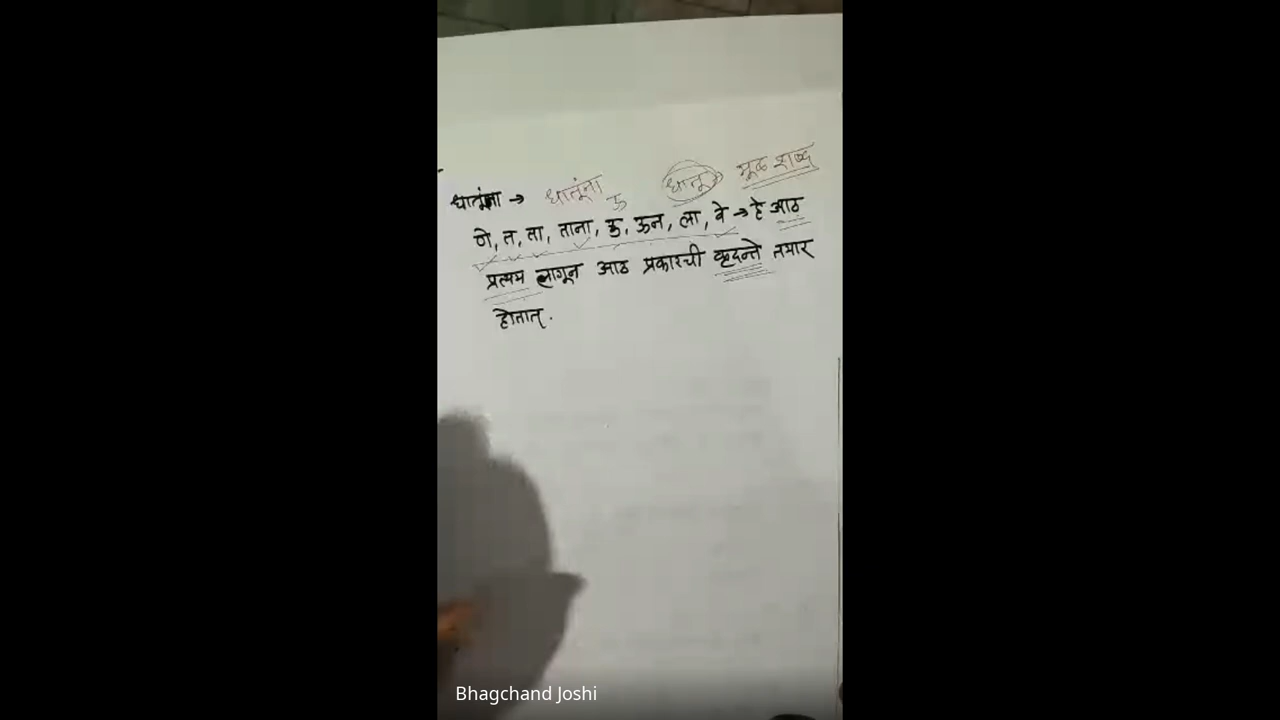 धातूंना → धातूंना धातू → मूळ शब्द
ऊ
णे, त, ता, ताना, ऊ, ऊन, ला, वे → हे आठ
प्रत्यय लागून आठ प्रकारची कृदन्ते तयार
होतात.
Bhagchand Joshi